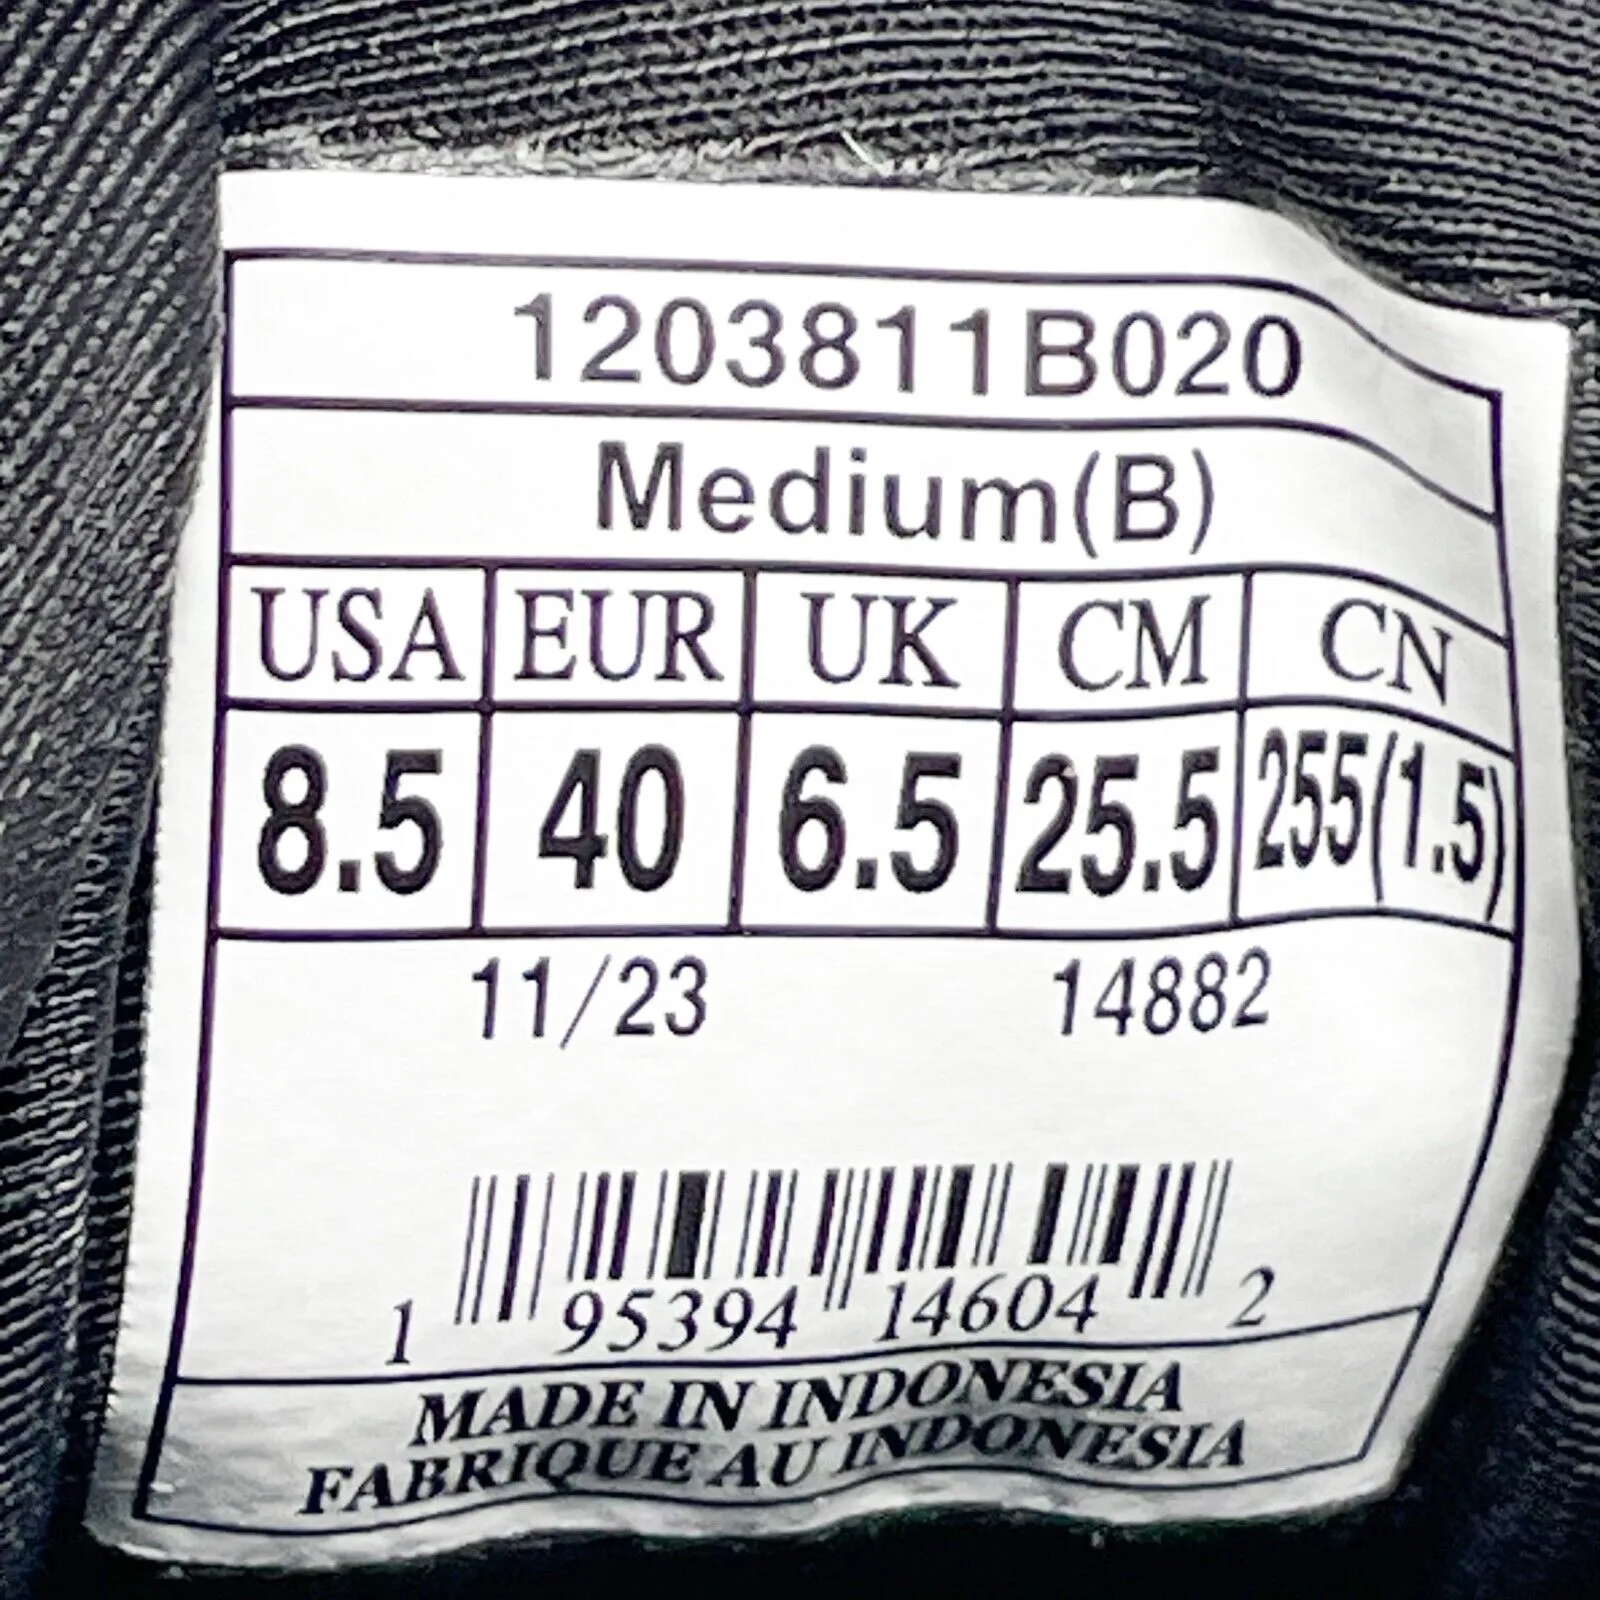 1203811B020
Medium(B)
USA EUR UK CM CN
8.5 40 6.5 25.5 255(1.5)
11/23 14882
1 95394 14604 2
MADE IN INDONESIA
FABRIQUE AU INDONESIA